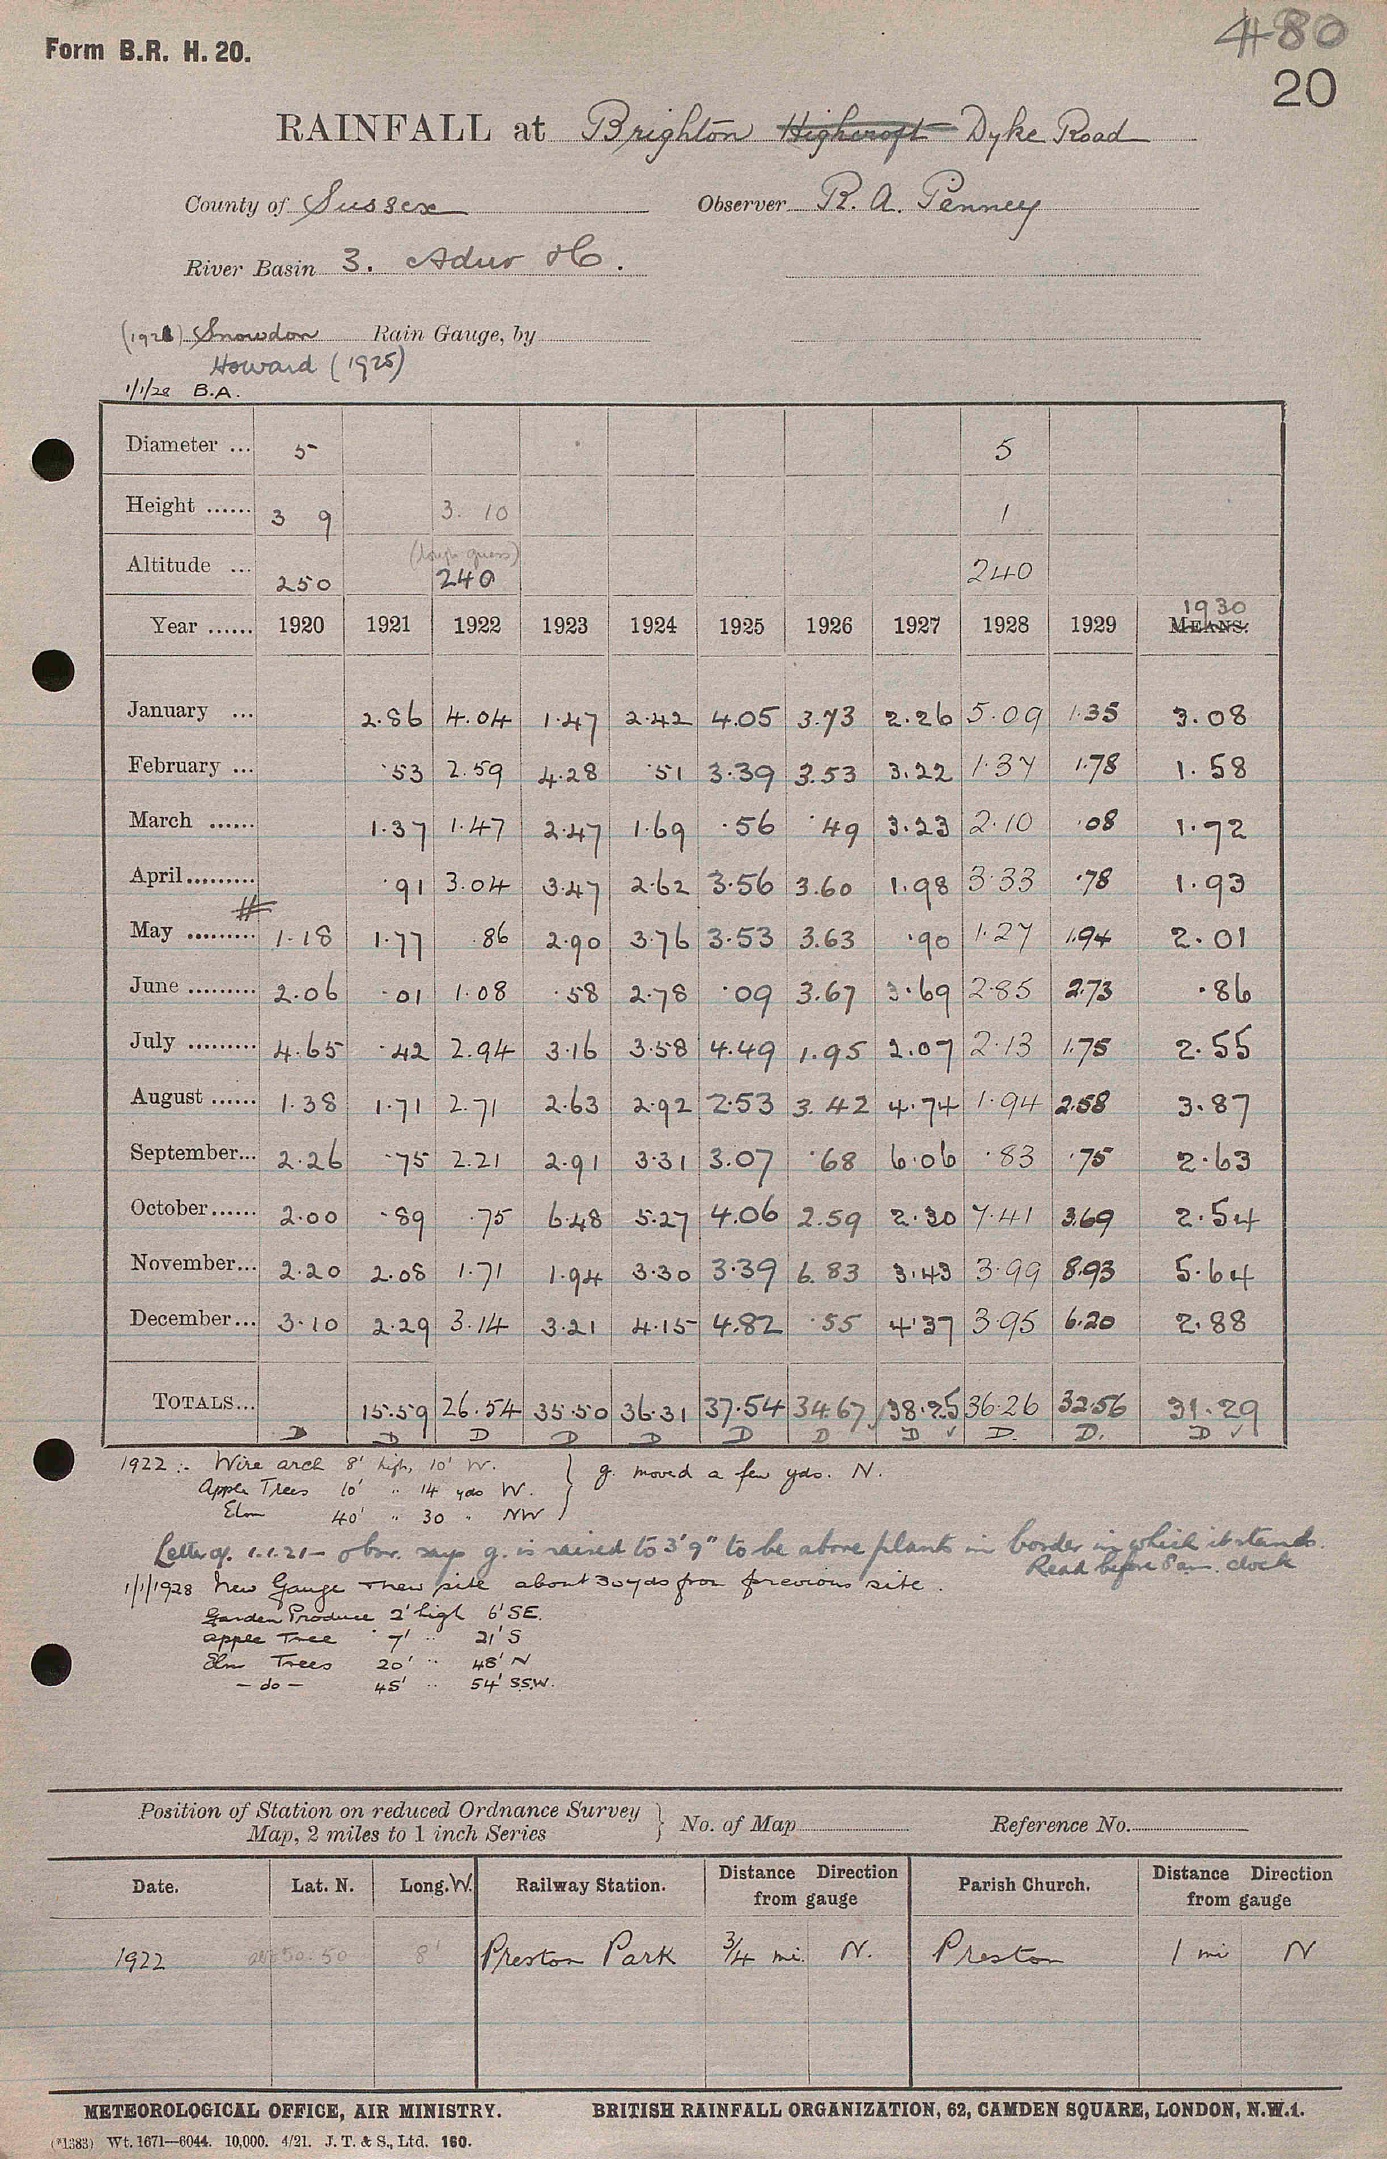 480
Form B.R. H. 20.
20
RAINFALL at Brighton Highcroft Dyke Road
County of Sussex Observer R. A. Penney
River Basin 3. Adur &c.
(1921) Snowdon Rain Gauge, by
Howard (1925)
1/1/28 B.A.
Diameter ... 5 5
Height ...... 3 9 3. 10 1
(rough guess)
Altitude ... 250 240 240
1930
Year ...... 1920 1921 1922 1923 1924 1925 1926 1927 1928 1929 MEANS.
January ... 2.86 4.04 1.47 2.42 4.05 3.73 2.26 5.09 1.35 3.08
February ... .53 2.59 4.28 .51 3.39 3.53 3.22 1.37 1.78 1.58
March ...... 1.37 1.47 2.47 1.69 .56 .49 3.23 2.10 .08 1.72
April......... .91 3.04 3.47 2.62 3.56 3.60 1.98 3.33 .78 1.93
May ......... 1.18 1.77 .86 2.90 3.76 3.53 3.63 .90 1.27 1.94 2.01
June ......... 2.06 .01 1.08 .58 2.78 .09 3.67 3.69 2.85 2.73 .86
July ......... 4.65 .42 2.94 3.16 3.58 4.49 1.95 2.07 2.13 1.75 2.55
August ...... 1.38 1.71 2.71 2.63 2.92 2.53 3.42 4.74 1.94 2.58 3.87
September... 2.26 .75 2.21 2.91 3.31 3.07 .68 6.06 .83 .75 2.63
October...... 2.00 .89 .75 6.48 5.27 4.06 2.59 2.30 7.41 3.69 2.54
November... 2.20 2.08 1.71 1.94 3.30 3.39 6.83 3.43 3.99 8.93 5.64
December... 3.10 2.29 3.14 3.21 4.15 4.82 .55 4.37 3.95 6.20 2.88
TOTALS... 15.59 26.54 35.50 36.31 37.54 34.67 38.25 36.26 32.56 31.29
D D D D D D D D ✓ D. D. D ✓
1922 :- Wire arch 8' high, 10' W. } g. moved a few yds. N.
Apple Trees 10' " 14 yds W.
Elm 40' " 30 " NW
Letter of. 1.1.21 - obsr. says g. is raised to 3' 9" to be above plants in border in which it stands.
Read before 8 a.m. clock
1/1/1928 New Gauge & new site about 30 yds from previous site.
Garden Produce 2' high 6' SE.
Apple Tree 7' " 21' S
Elm Trees 20' " 48' N
- do - 45' " 54' SSW.
Position of Station on reduced Ordnance Survey
Map, 2 miles to 1 inch Series } No. of Map Reference No.
Date. Lat. N. Long. W. Railway Station. Distance Direction from gauge Parish Church. Distance Direction from gauge
1922 50.50 8' Preston Park 3/4 mi. N. Preston 1 mi N
METEOROLOGICAL OFFICE, AIR MINISTRY. BRITISH RAINFALL ORGANIZATION, 62, CAMDEN SQUARE, LONDON, N.W.1.
(*1383) Wt. 1671—6044. 10,000. 4/21. J. T. & S., Ltd. 160.